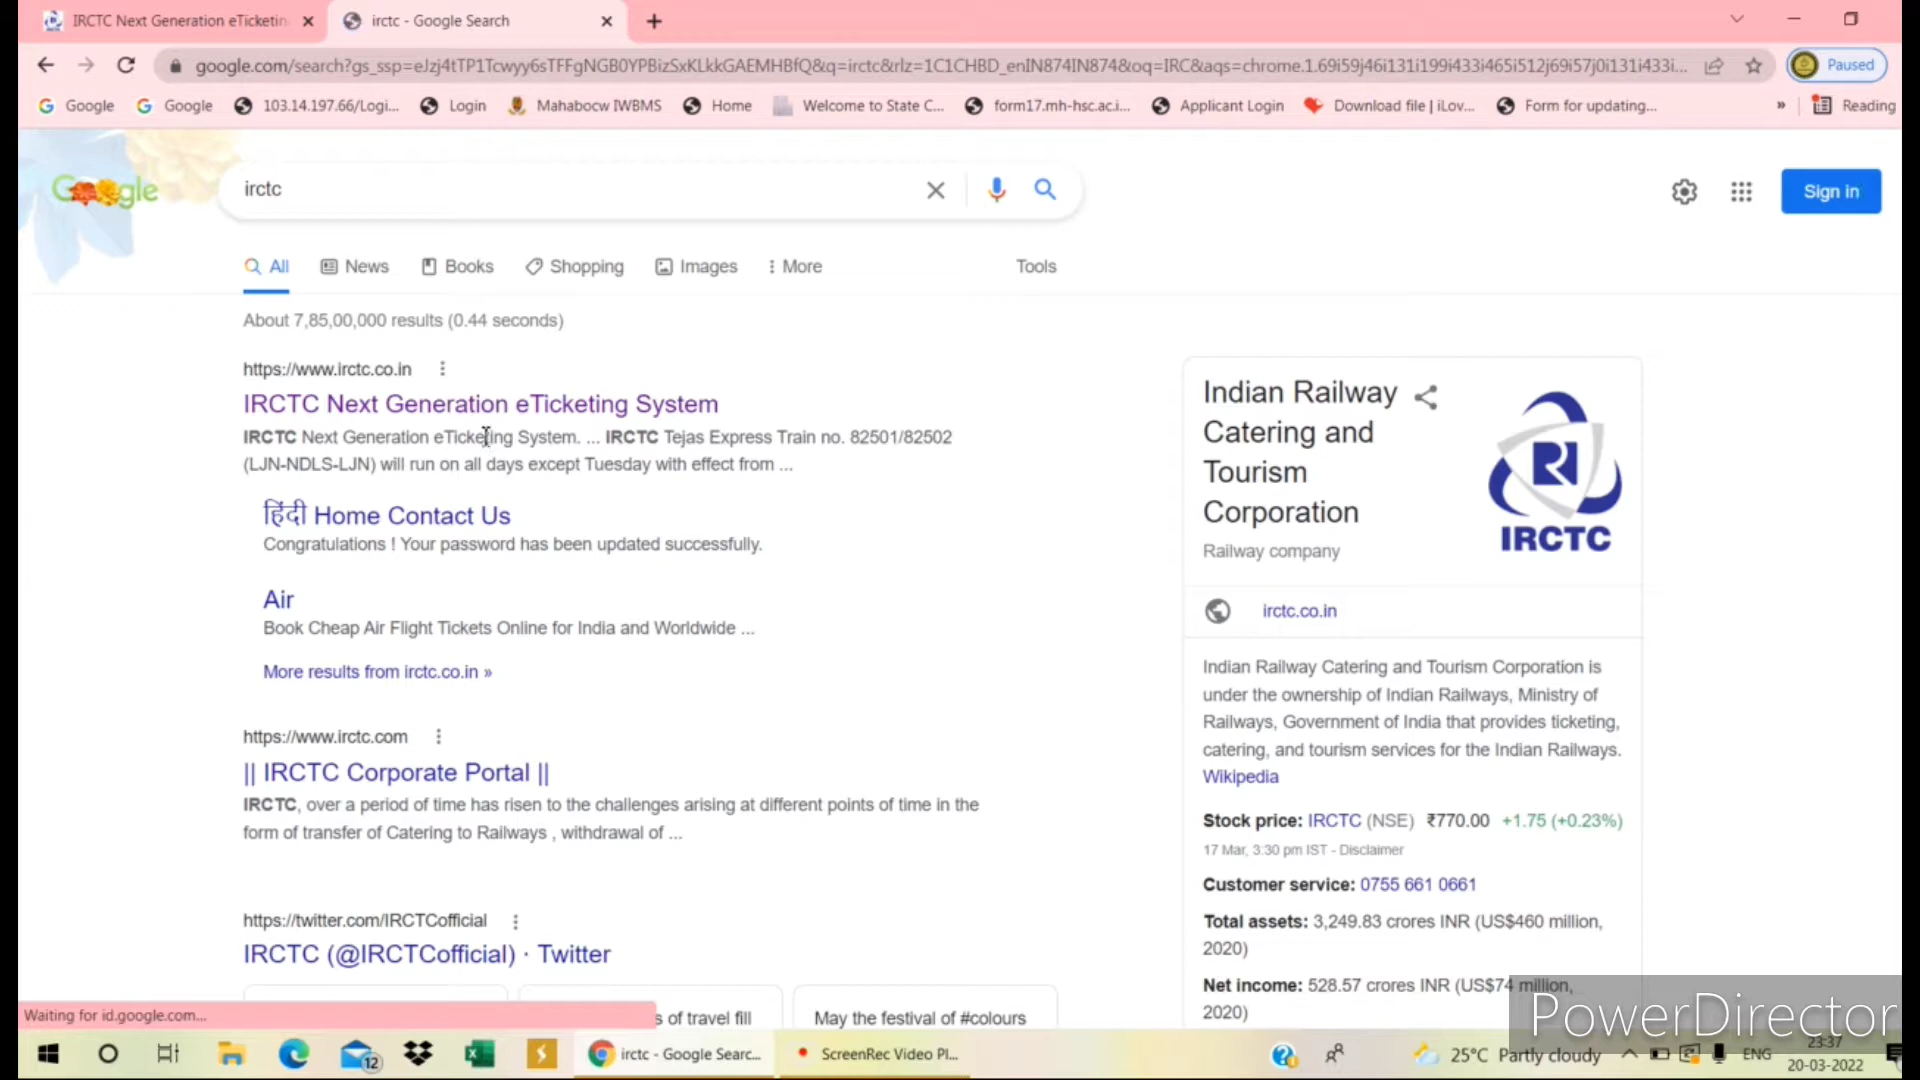 IRCTC Next Generation eTicketin
irctc - Google Search
google.com/search?gs_ssp=eJzj4tTP1Tcwyy6sTFFgNGB0YPBizSxKLkkGAEMHBfQ&q=irctc&rlz=1C1CHBD_enIN874IN874&oq=IRC&aqs=chrome.1.69i59j46i131i199i433i465i512j69i57j0i131i433i...
Paused
Google
Google
103.14.197.66/Logi...
Login
Mahabocw IWBMS
Home
Welcome to State C...
form17.mh-hsc.ac.i...
Applicant Login
Download file | iLov...
Form for updating...
»
Reading
Google
irctc
Sign in
All
News
Books
Shopping
Images
More
Tools
About 7,85,00,000 results (0.44 seconds)
https://www.irctc.co.in
IRCTC Next Generation eTicketing System
IRCTC Next Generation eTicketing System. ... IRCTC Tejas Express Train no. 82501/82502
(LJN-NDLS-LJN) will run on all days except Tuesday with effect from ...
हिंदी Home Contact Us
Congratulations ! Your password has been updated successfully.
Air
Book Cheap Air Flight Tickets Online for India and Worldwide ...
More results from irctc.co.in »
https://www.irctc.com
|| IRCTC Corporate Portal ||
IRCTC, over a period of time has risen to the challenges arising at different points of time in the
form of transfer of Catering to Railways , withdrawal of ...
https://twitter.com/IRCTCofficial
IRCTC (@IRCTCofficial) · Twitter
s of travel fill
May the festival of #colours
Indian Railway
Catering and
Tourism
Corporation
Railway company
IRCTC
irctc.co.in
Indian Railway Catering and Tourism Corporation is
under the ownership of Indian Railways, Ministry of
Railways, Government of India that provides ticketing,
catering, and tourism services for the Indian Railways.
Wikipedia
Stock price: IRCTC (NSE) ₹770.00 +1.75 (+0.23%)
17 Mar, 3:30 pm IST - Disclaimer
Customer service: 0755 661 0661
Total assets: 3,249.83 crores INR (US$460 million,
2020)
Net income: 528.57 crores INR (US$74 million,
2020)
PowerDirector
Waiting for id.google.com...
12
irctc - Google Searc...
ScreenRec Video Pl...
25°C Partly cloudy
ENG
23:37
20-03-2022